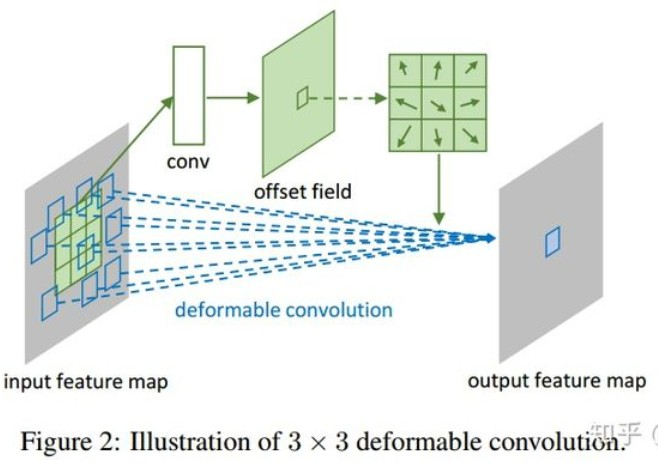 conv
offset field
deformable convolution
input feature map
output feature map
Figure 2: Illustration of 3 × 3 deformable convolution.
知乎 @